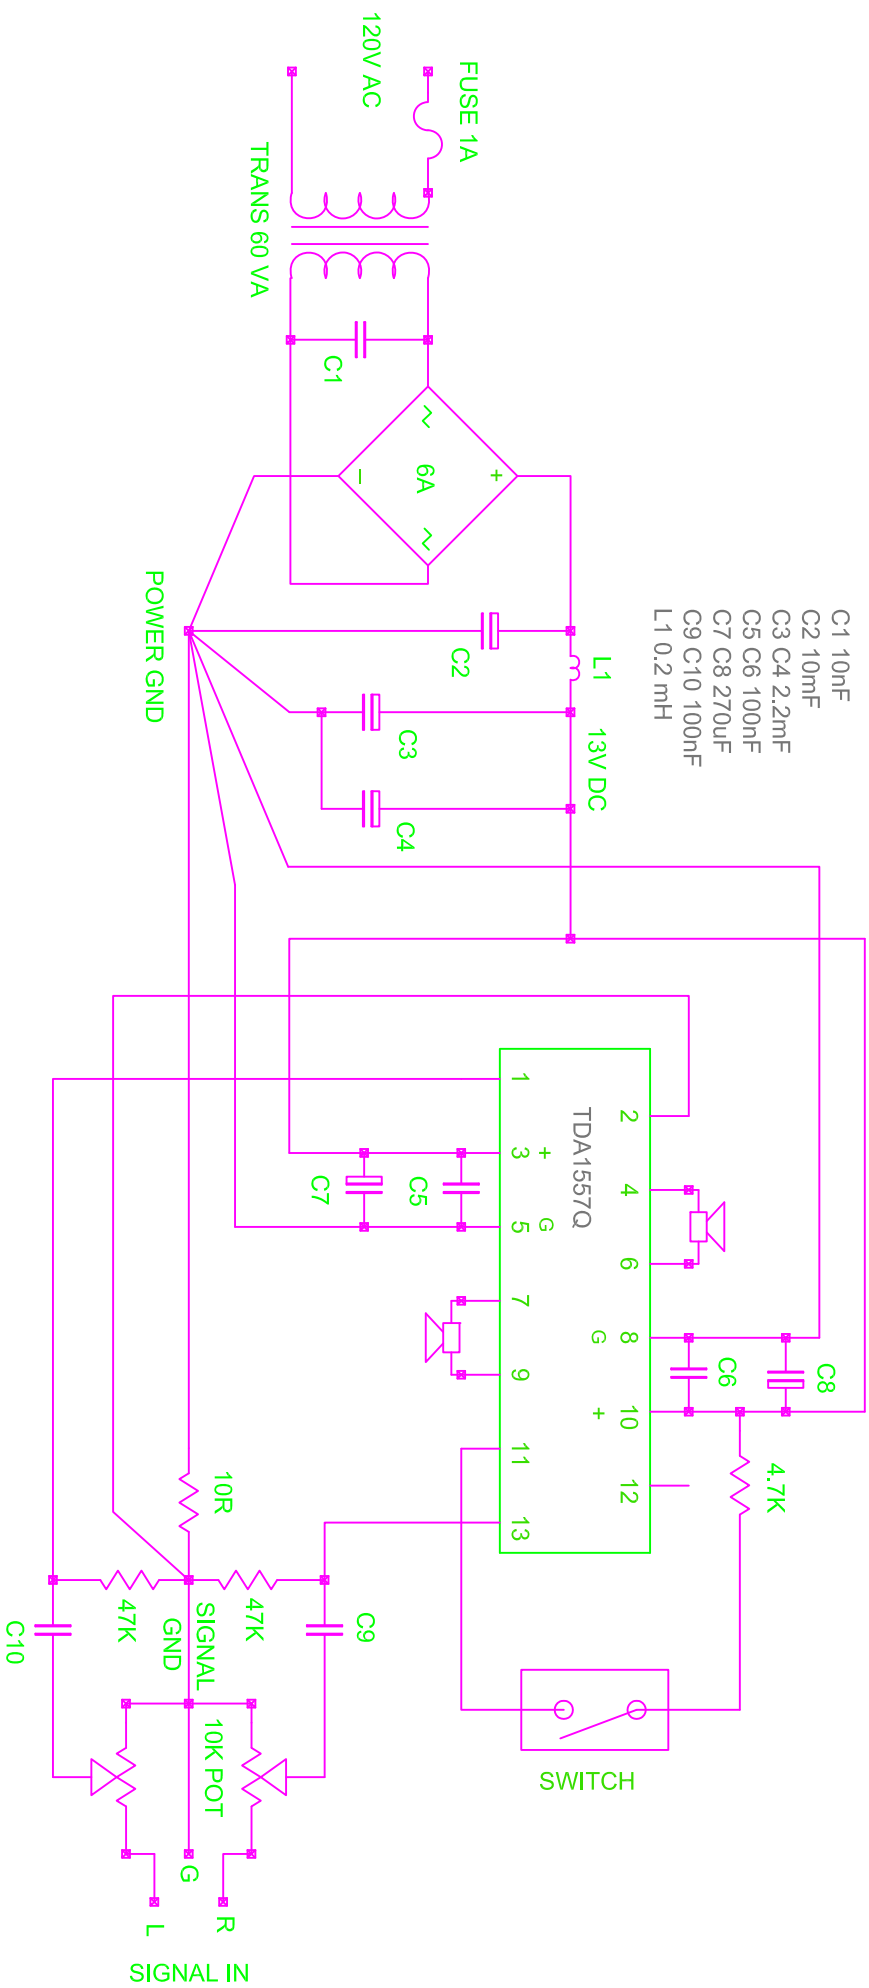 C1 10nF
C2 10mF
C3 C4 2.2mF
C5 C6 100nF
C7 C8 270uF
C9 C10 100nF
L1 0.2 mH
FUSE 1A
120V AC
TRANS 60 VA
C1
6A
+
~
~
–
POWER GND
L1
13V DC
C2
C3
C4
TDA1557Q
2
4
6
8
10
12
G
+
1
3
5
7
9
11
13
+
G
C6
C8
4.7K
C5
C7
10R
47K
47K
SIGNAL
GND
C9
C10
10K POT
SWITCH
R
G
L
SIGNAL IN